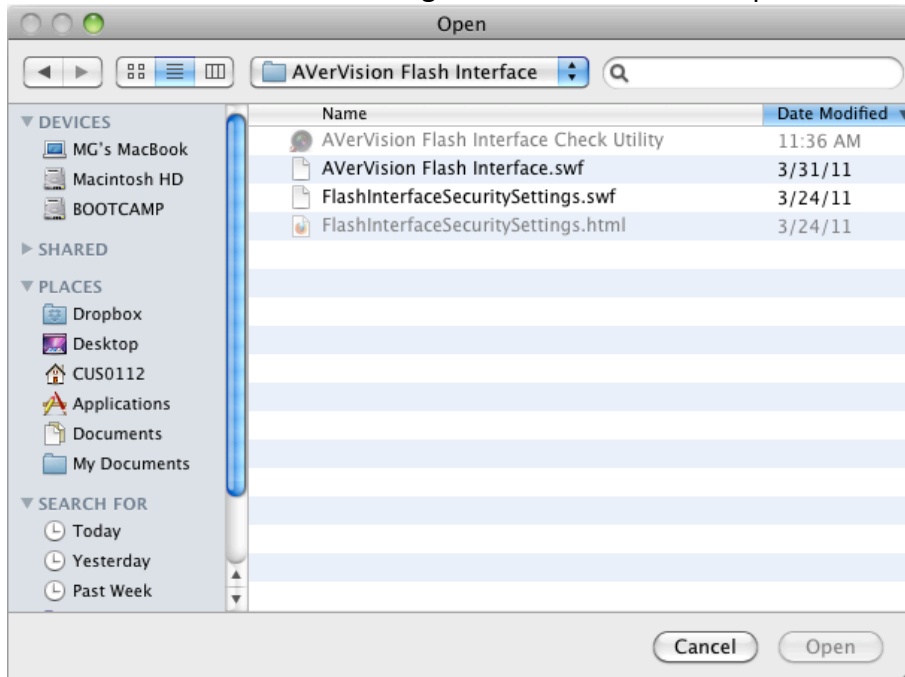 Open
AVerVision Flash Interface
Name Date Modified
AVerVision Flash Interface Check Utility 11:36 AM
AVerVision Flash Interface.swf 3/31/11
FlashInterfaceSecuritySettings.swf 3/24/11
FlashInterfaceSecuritySettings.html 3/24/11
DEVICES
MG's MacBook
Macintosh HD
BOOTCAMP
SHARED
PLACES
Dropbox
Desktop
CUS0112
Applications
Documents
My Documents
SEARCH FOR
Today
Yesterday
Past Week
Cancel Open